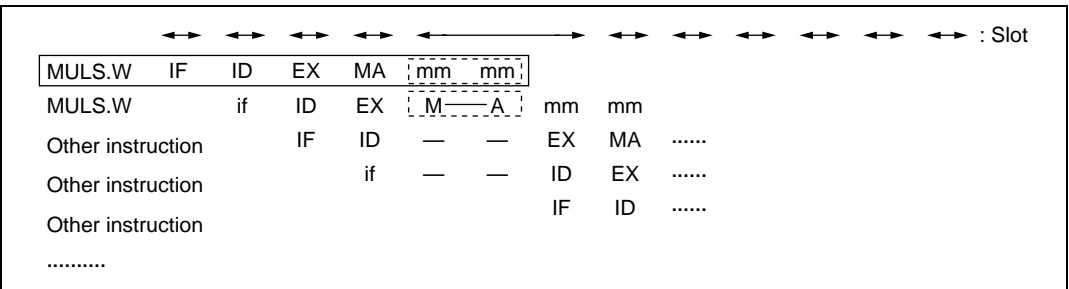 : Slot
MULS.W IF ID EX MA mm mm
MULS.W if ID EX M — A mm mm
Other instruction IF ID — — EX MA ......
Other instruction if — — ID EX ......
Other instruction IF ID ......
..........